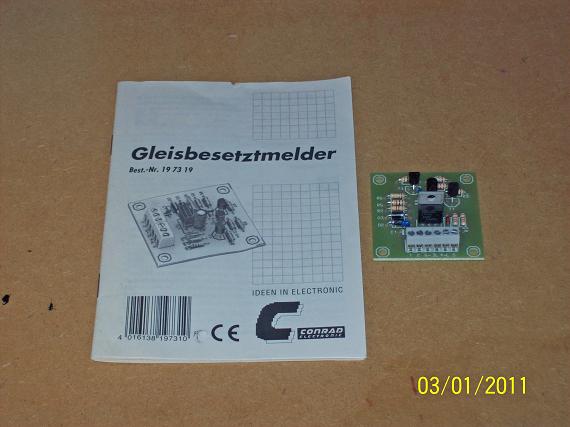 Gleisbesetztmelder
Best.-Nr. 19 73 19
IDEEN IN ELECTRONIC
4 016138 197310
CE
C
CONRAD
ELECTRONIC
03/01/2011